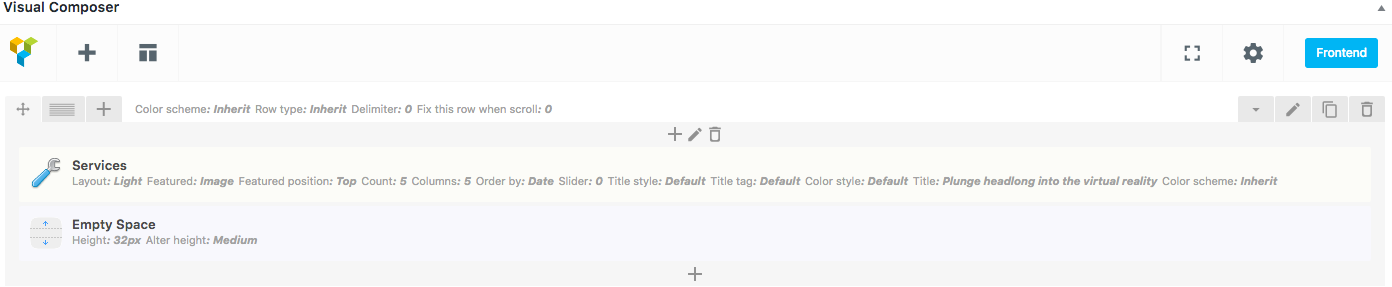 Visual Composer
Frontend
Color scheme: Inherit Row type: Inherit Delimiter: 0 Fix this row when scroll: 0
Services
Layout: Light Featured: Image Featured position: Top Count: 5 Columns: 5 Order by: Date Slider: 0 Title style: Default Title tag: Default Color style: Default Title: Plunge headlong into the virtual reality Color scheme: Inherit
Empty Space
Height: 32px Alter height: Medium